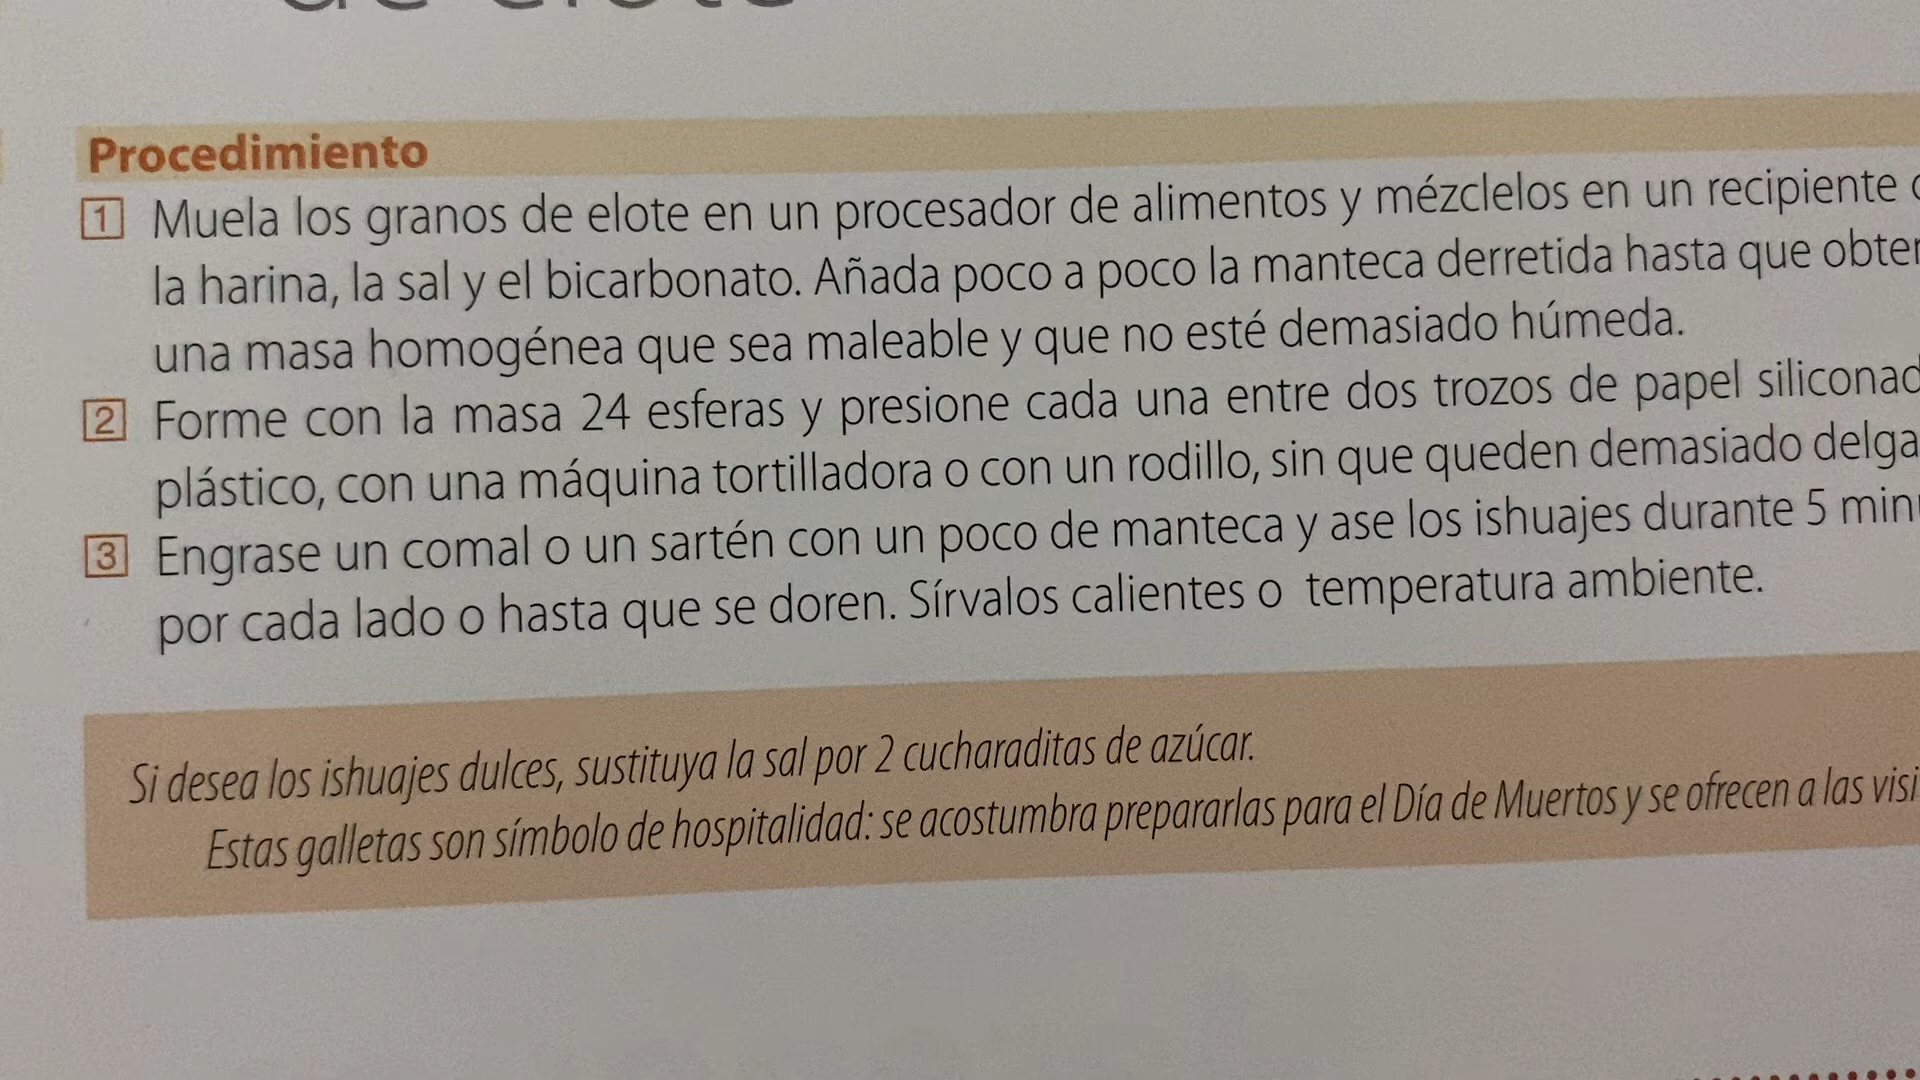 de elote
Procedimiento
1 Muela los granos de elote en un procesador de alimentos y mézclelos en un recipiente
la harina, la sal y el bicarbonato. Añada poco a poco la manteca derretida hasta que
una masa homogénea que sea maleable y que no esté demasiado húmeda.
2 Forme con la masa 24 esferas y presione cada una entre dos trozos de papel
plástico, con una máquina tortilladora o con un rodillo, sin que queden demasiado
3 Engrase un comal o un sartén con un poco de manteca y ase los ishuajes durante 5
por cada lado o hasta que se doren. Sírvalos calientes o temperatura ambiente.
Si desea los ishuajes dulces, sustituya la sal por 2 cucharaditas de azúcar.
Estas galletas son símbolo de hospitalidad: se acostumbra prepararlas para el Día de Muertos y se ofrecen a las